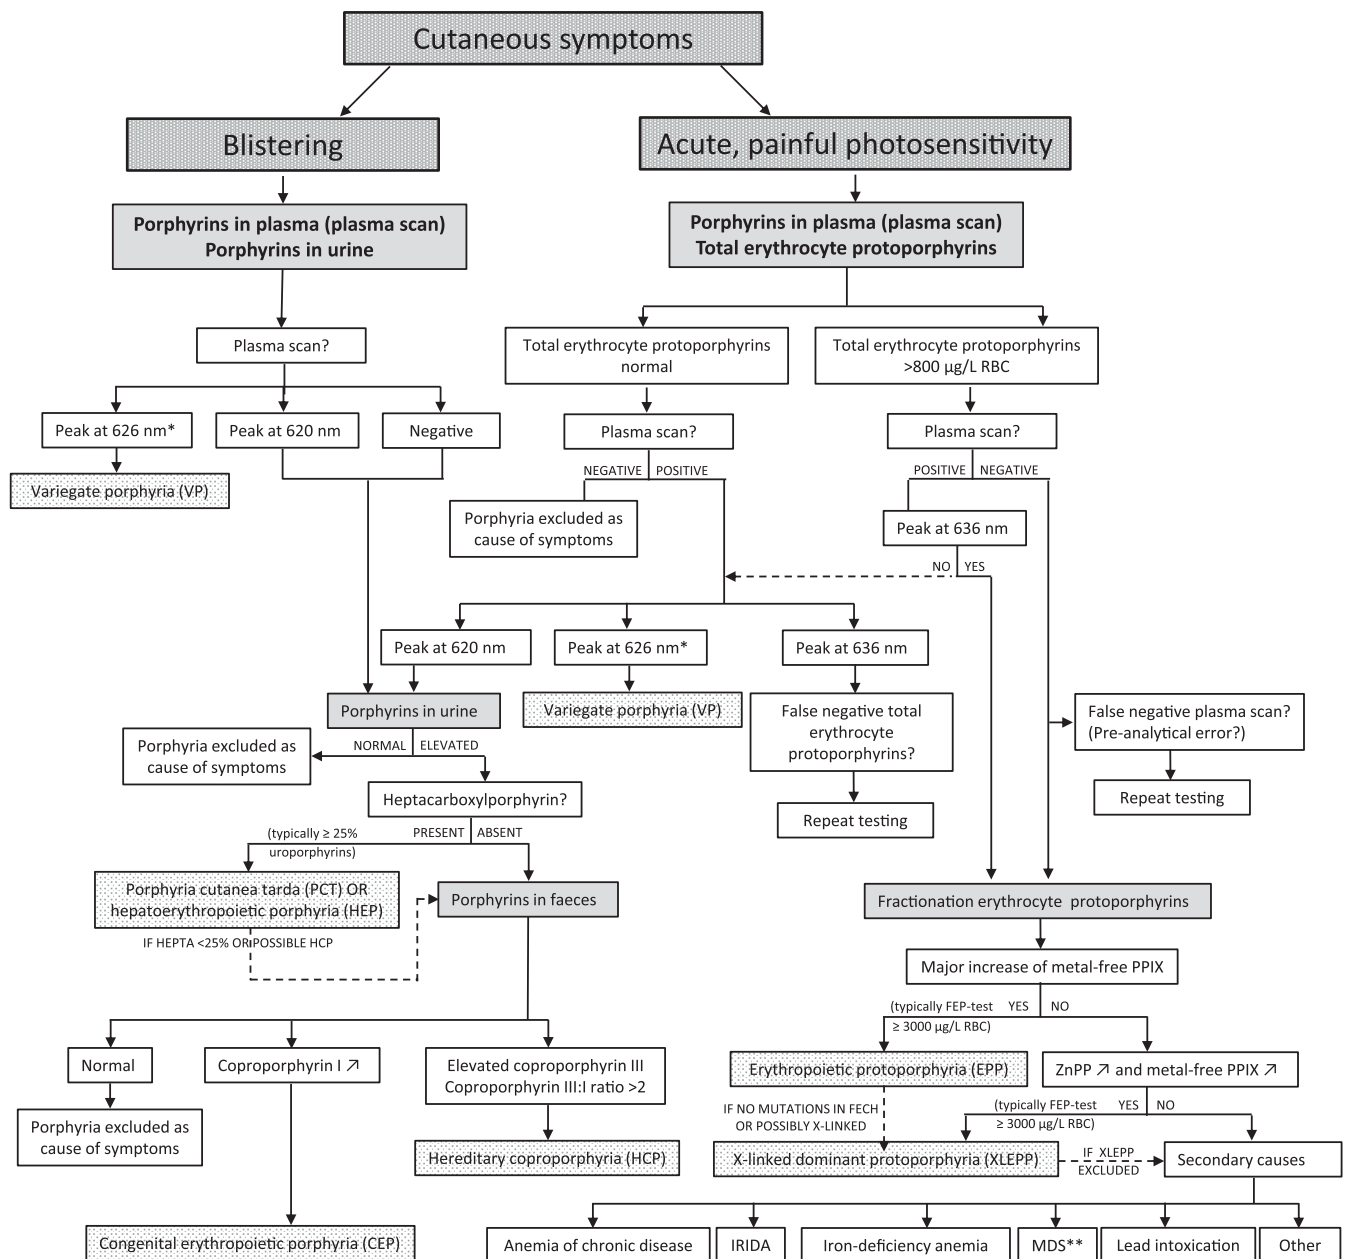 Cutaneous symptoms
Blistering
Acute, painful photosensitivity
Porphyrins in plasma (plasma scan)
Porphyrins in urine
Porphyrins in plasma (plasma scan)
Total erythrocyte protoporphyrins
Plasma scan?
Total erythrocyte protoporphyrins
normal
Total erythrocyte protoporphyrins
>800 µg/L RBC
Peak at 626 nm*
Peak at 620 nm
Negative
Plasma scan?
Plasma scan?
NEGATIVE POSITIVE
POSITIVE NEGATIVE
Variegate porphyria (VP)
Porphyria excluded as
cause of symptoms
Peak at 636 nm
NO YES
Peak at 620 nm
Peak at 626 nm*
Peak at 636 nm
Porphyrins in urine
Variegate porphyria (VP)
False negative total
erythrocyte
protoporphyrins?
False negative plasma scan?
(Pre-analytical error?)
NORMAL ELEVATED
Porphyria excluded as
cause of symptoms
Heptacarboxylporphyrin?
Repeat testing
Repeat testing
(typically ≥ 25%
uroporphyrins)
PRESENT ABSENT
Porphyria cutanea tarda (PCT) OR
hepatoerythropoietic porphyria (HEP)
Porphyrins in faeces
Fractionation erythrocyte protoporphyrins
IF HEPTA <25% OR POSSIBLE HCP
Major increase of metal-free PPIX
(typically FEP-test
≥ 3000 µg/L RBC)
YES NO
Normal
Coproporphyrin I ↗
Elevated coproporphyrin III
Coproporphyrin III:I ratio >2
Erythropoietic protoporphyria (EPP)
ZnPP ↗ and metal-free PPIX ↗
IF NO MUTATIONS IN FECH
OR POSSIBLY X-LINKED
(typically FEP-test
≥ 3000 µg/L RBC)
YES NO
Porphyria excluded as
cause of symptoms
Hereditary coproporphyria (HCP)
X-linked dominant protoporphyria (XLEPP)
IF XLEPP
EXCLUDED
Secondary causes
Congenital erythropoietic porphyria (CEP)
Anemia of chronic disease
IRIDA
Iron-deficiency anemia
MDS**
Lead intoxication
Other